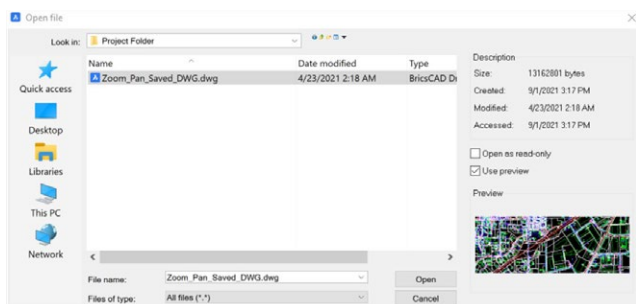 Open file
Look in: Project Folder
Name Date modified Type
Zoom_Pan_Saved_DWG.dwg 4/23/2021 2:18 AM BricsCAD Dr
Quick access
Desktop
Libraries
This PC
Network
File name: Zoom_Pan_Saved_DWG.dwg Open
Files of type: All files (*.*) Cancel
Description
Size: 13162801 bytes
Created: 9/1/2021 3:17 PM
Modified: 4/23/2021 2:18 AM
Accessed: 9/1/2021 3:17 PM
Open as read-only
Use preview
Preview